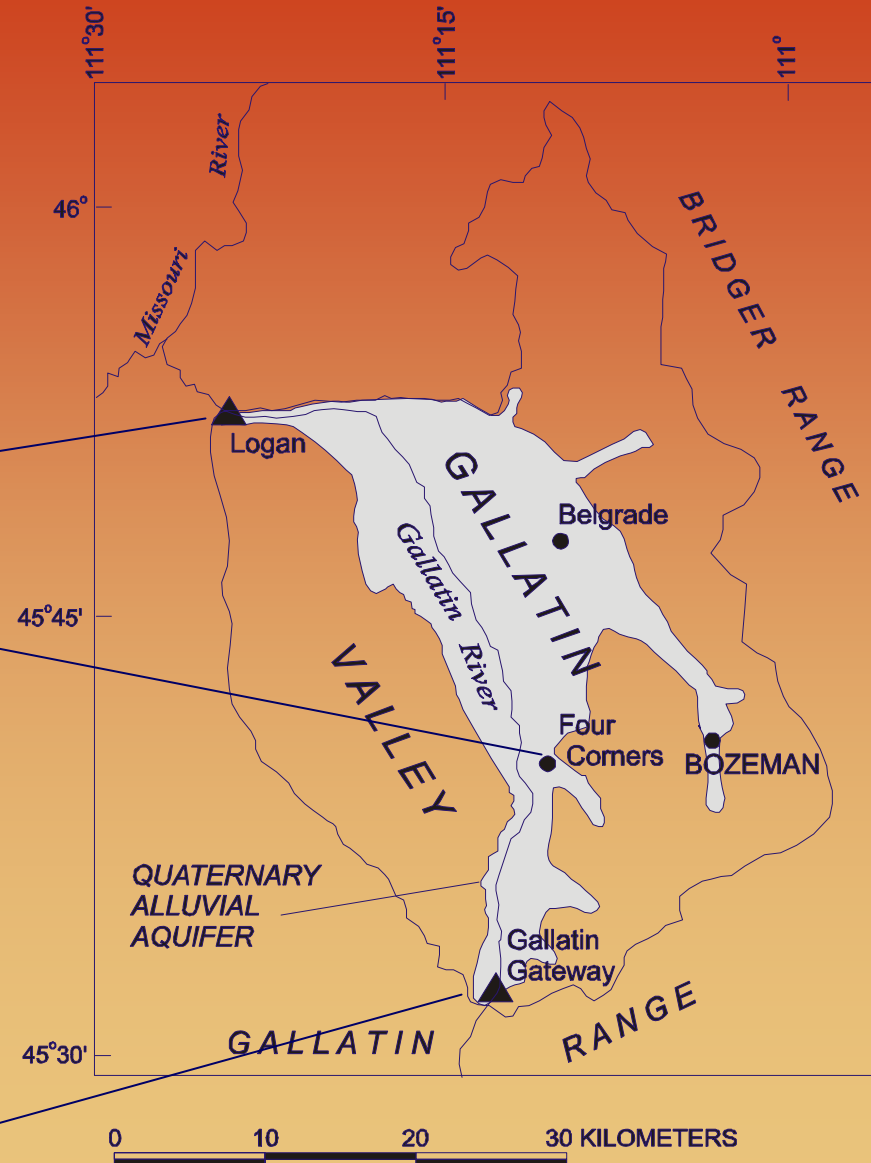 111°30'
111°15'
111°
River
46°
Missouri
BRIDGER RANGE
Logan
GALLATIN
Belgrade
Gallatin River
45°45'
VALLEY
Four
Corners
BOZEMAN
QUATERNARY
ALLUVIAL
AQUIFER
Gallatin
Gateway
GALLATIN
RANGE
45°30'
0 10 20 30 KILOMETERS